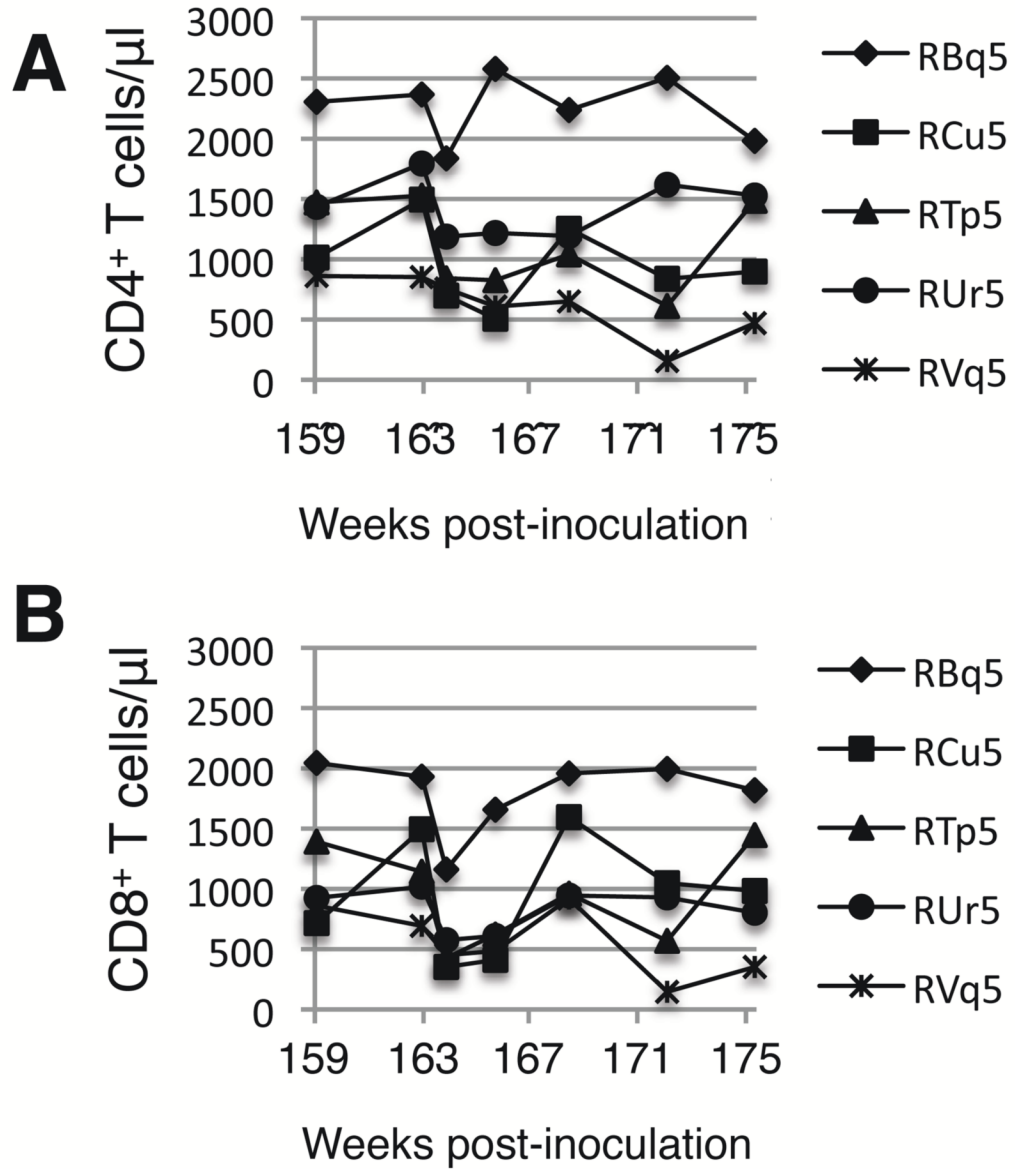 A
CD4⁺ T cells/µl
3000
2500
2000
1500
1000
500
0
159 163 167 171 175
Weeks post-inoculation
RBq5
RCu5
RTp5
RUr5
RVq5
B
CD8⁺ T cells/µl
3000
2500
2000
1500
1000
500
0
159 163 167 171 175
Weeks post-inoculation
RBq5
RCu5
RTp5
RUr5
RVq5